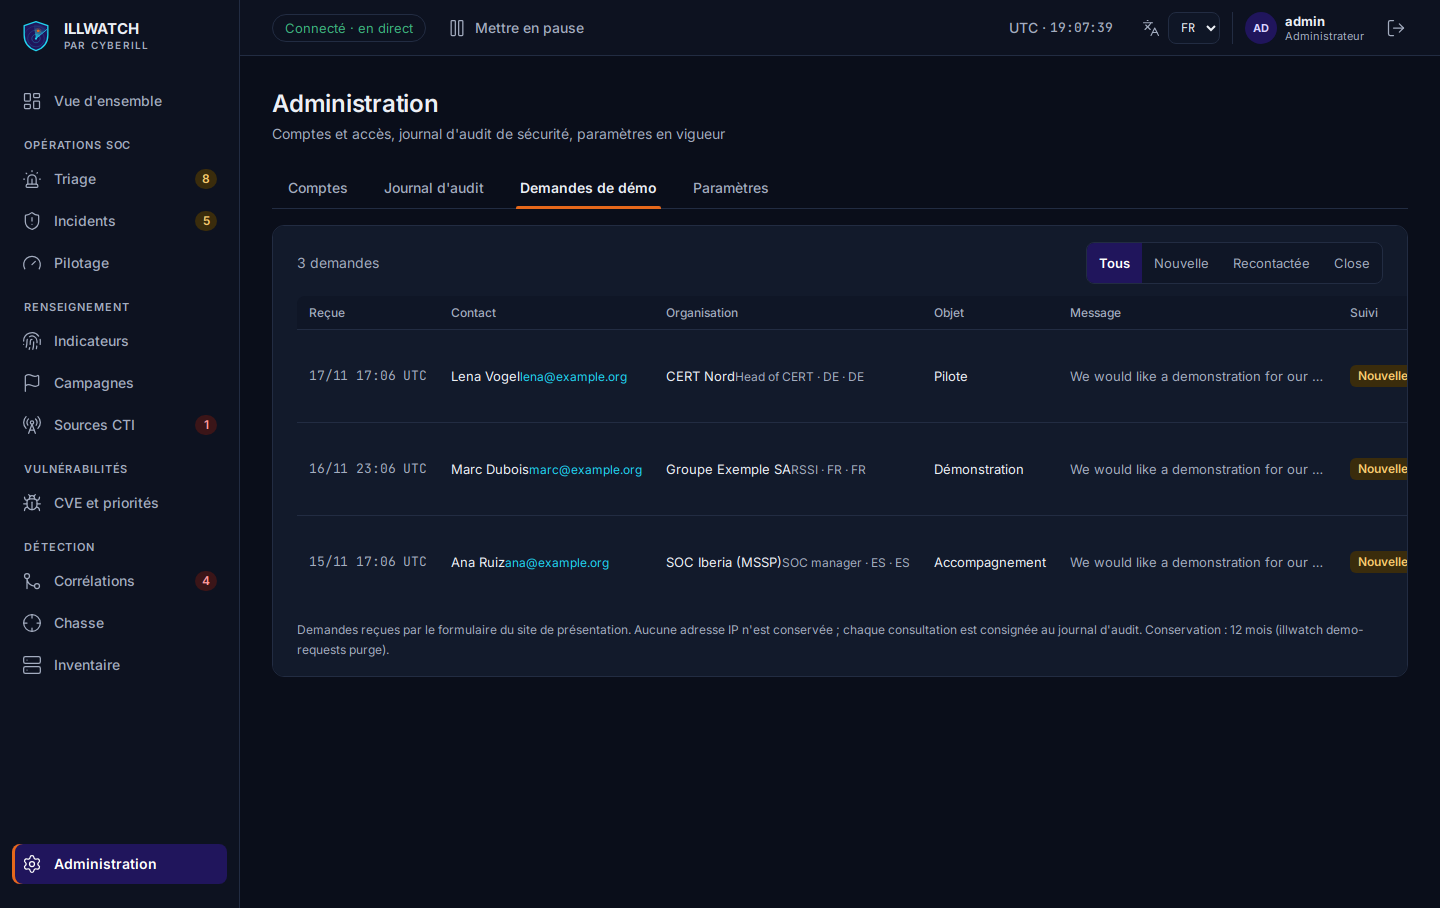 ILLWATCH
PAR CYBERILL
Connecté · en direct
Mettre en pause
UTC · 19:07:39
FR
AD
admin
Administrateur
Vue d'ensemble
OPÉRATIONS SOC
Triage 8
Incidents 5
Pilotage
RENSEIGNEMENT
Indicateurs
Campagnes
Sources CTI 1
VULNÉRABILITÉS
CVE et priorités
DÉTECTION
Corrélations 4
Chasse
Inventaire
Administration
Administration
Comptes et accès, journal d'audit de sécurité, paramètres en vigueur
Comptes Journal d'audit Demandes de démo Paramètres
3 demandes
Tous Nouvelle Recontactée Close
Reçue Contact Organisation Objet Message Suivi
17/11 17:06 UTC Lena Vogellena@example.org CERT NordHead of CERT · DE · DE Pilote We would like a demonstration for our ... Nouvelle
16/11 23:06 UTC Marc Duboismarc@example.org Groupe Exemple SARSSI · FR · FR Démonstration We would like a demonstration for our ... Nouvelle
15/11 17:06 UTC Ana Ruizana@example.org SOC Iberia (MSSP)SOC manager · ES · ES Accompagnement We would like a demonstration for our ... Nouvelle
Demandes reçues par le formulaire du site de présentation. Aucune adresse IP n'est conservée ; chaque consultation est consignée au journal d'audit. Conservation : 12 mois (illwatch demo-
requests purge).